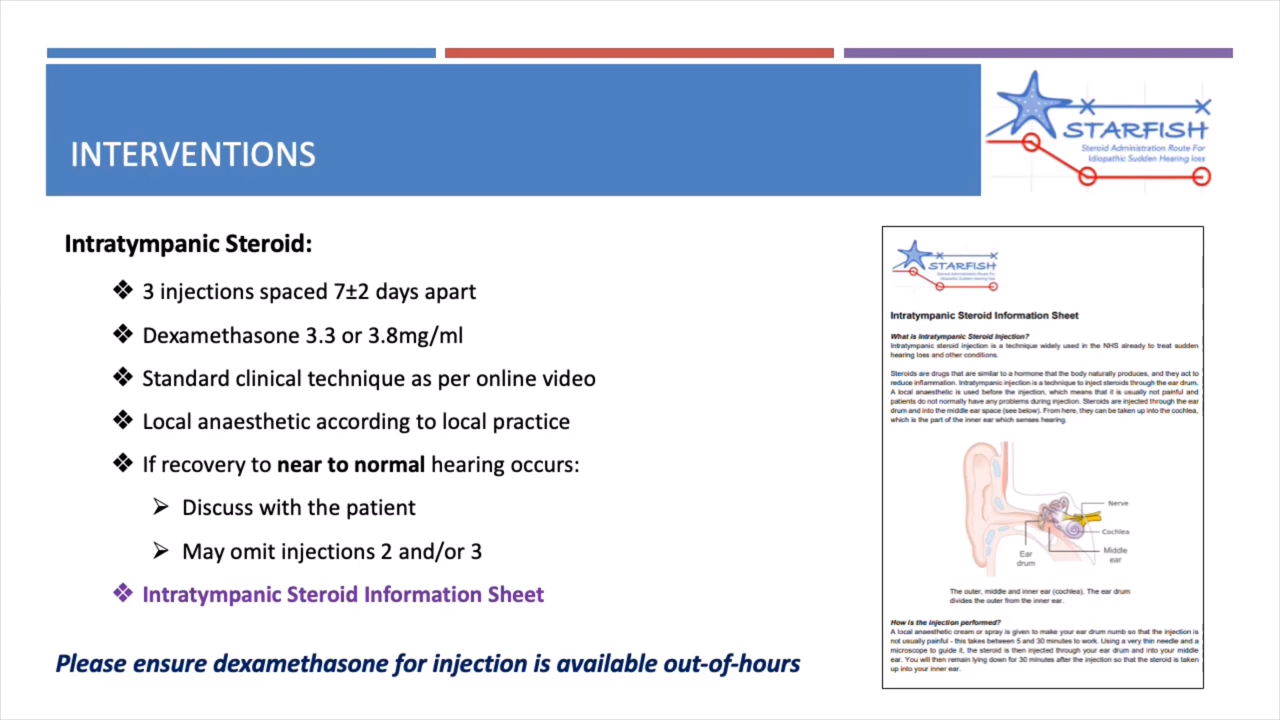 INTERVENTIONS
STARFISH
Steroid Administration Route For
Idiopathic Sudden Hearing loss
Intratympanic Steroid:
3 injections spaced 7±2 days apart
Dexamethasone 3.3 or 3.8mg/ml
Standard clinical technique as per online video
Local anaesthetic according to local practice
If recovery to near to normal hearing occurs:
Discuss with the patient
May omit injections 2 and/or 3
Intratympanic Steroid Information Sheet
Please ensure dexamethasone for injection is available out-of-hours
STARFISH
Steroid Administration Route For
Idiopathic Sudden Hearing loss
Intratympanic Steroid Information Sheet
What is Intratympanic Steroid Injection?
Intratympanic steroid injection is a technique widely used in the NHS already to treat sudden
hearing loss and other conditions.
Steroids are drugs that are similar to a hormone that the body naturally produces, and they act to
reduce inflammation. Intratympanic injection is a technique to inject steroids through the ear drum.
A local anaesthetic is used before the injection, which means that it is usually not painful and
patients do not normally have any problems during injection. Steroids are injected through the ear
drum and into the middle ear space (see below). From here, they can be taken up into the cochlea,
which is the part of the inner ear which senses hearing.
Nerve
Cochlea
Ear
drum
Middle
ear
The outer, middle and inner ear (cochlea). The ear drum
divides the outer from the inner ear.
How is the injection performed?
A local anaesthetic cream or spray is given to make your ear drum numb so that the injection is
not usually painful - this takes between 5 and 30 minutes to work. Using a very thin needle and a
microscope to guide it, the steroid is then injected through your ear drum and into your middle
ear. You will then remain lying down for 30 minutes after the injection so that the steroid is taken
up into your inner ear.